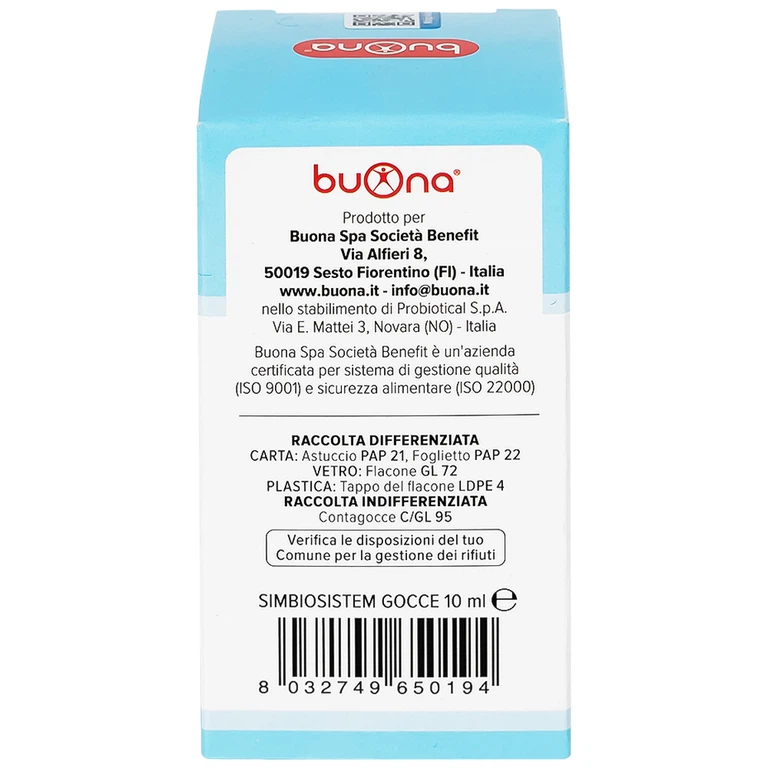 buona®
buona®
Prodotto per
Buona Spa Società Benefit
Via Alfieri 8,
50019 Sesto Fiorentino (FI) - Italia
www.buona.it - info@buona.it
nello stabilimento di Probiotical S.p.A.
Via E. Mattei 3, Novara (NO) - Italia
Buona Spa Società Benefit è un'azienda
certificata per sistema di gestione qualità
(ISO 9001) e sicurezza alimentare (ISO 22000)
RACCOLTA DIFFERENZIATA
CARTA: Astuccio PAP 21, Foglietto PAP 22
VETRO: Flacone GL 72
PLASTICA: Tappo del flacone LDPE 4
RACCOLTA INDIFFERENZIATA
Contagocce C/GL 95
Verifica le disposizioni del tuo
Comune per la gestione dei rifiuti
SIMBIOSISTEM GOCCE 10 ml ℮
8 032749 650194